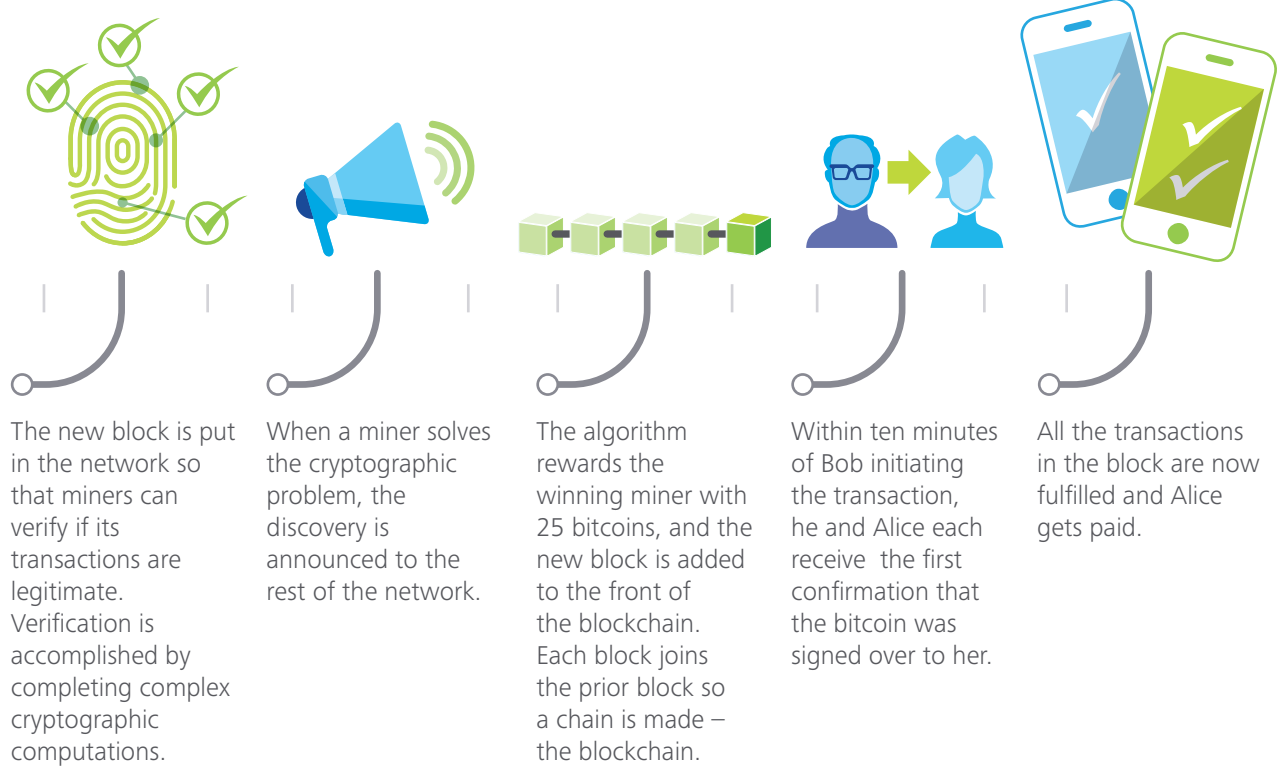 The new block is put
in the network so
that miners can
verify if its
transactions are
legitimate.
Verification is
accomplished by
completing complex
cryptographic
computations.
When a miner solves
the cryptographic
problem, the
discovery is
announced to the
rest of the network.
The algorithm
rewards the
winning miner with
25 bitcoins, and the
new block is added
to the front of
the blockchain.
Each block joins
the prior block so
a chain is made –
the blockchain.
Within ten minutes
of Bob initiating
the transaction,
he and Alice each
receive the first
confirmation that
the bitcoin was
signed over to her.
All the transactions
in the block are now
fulfilled and Alice
gets paid.